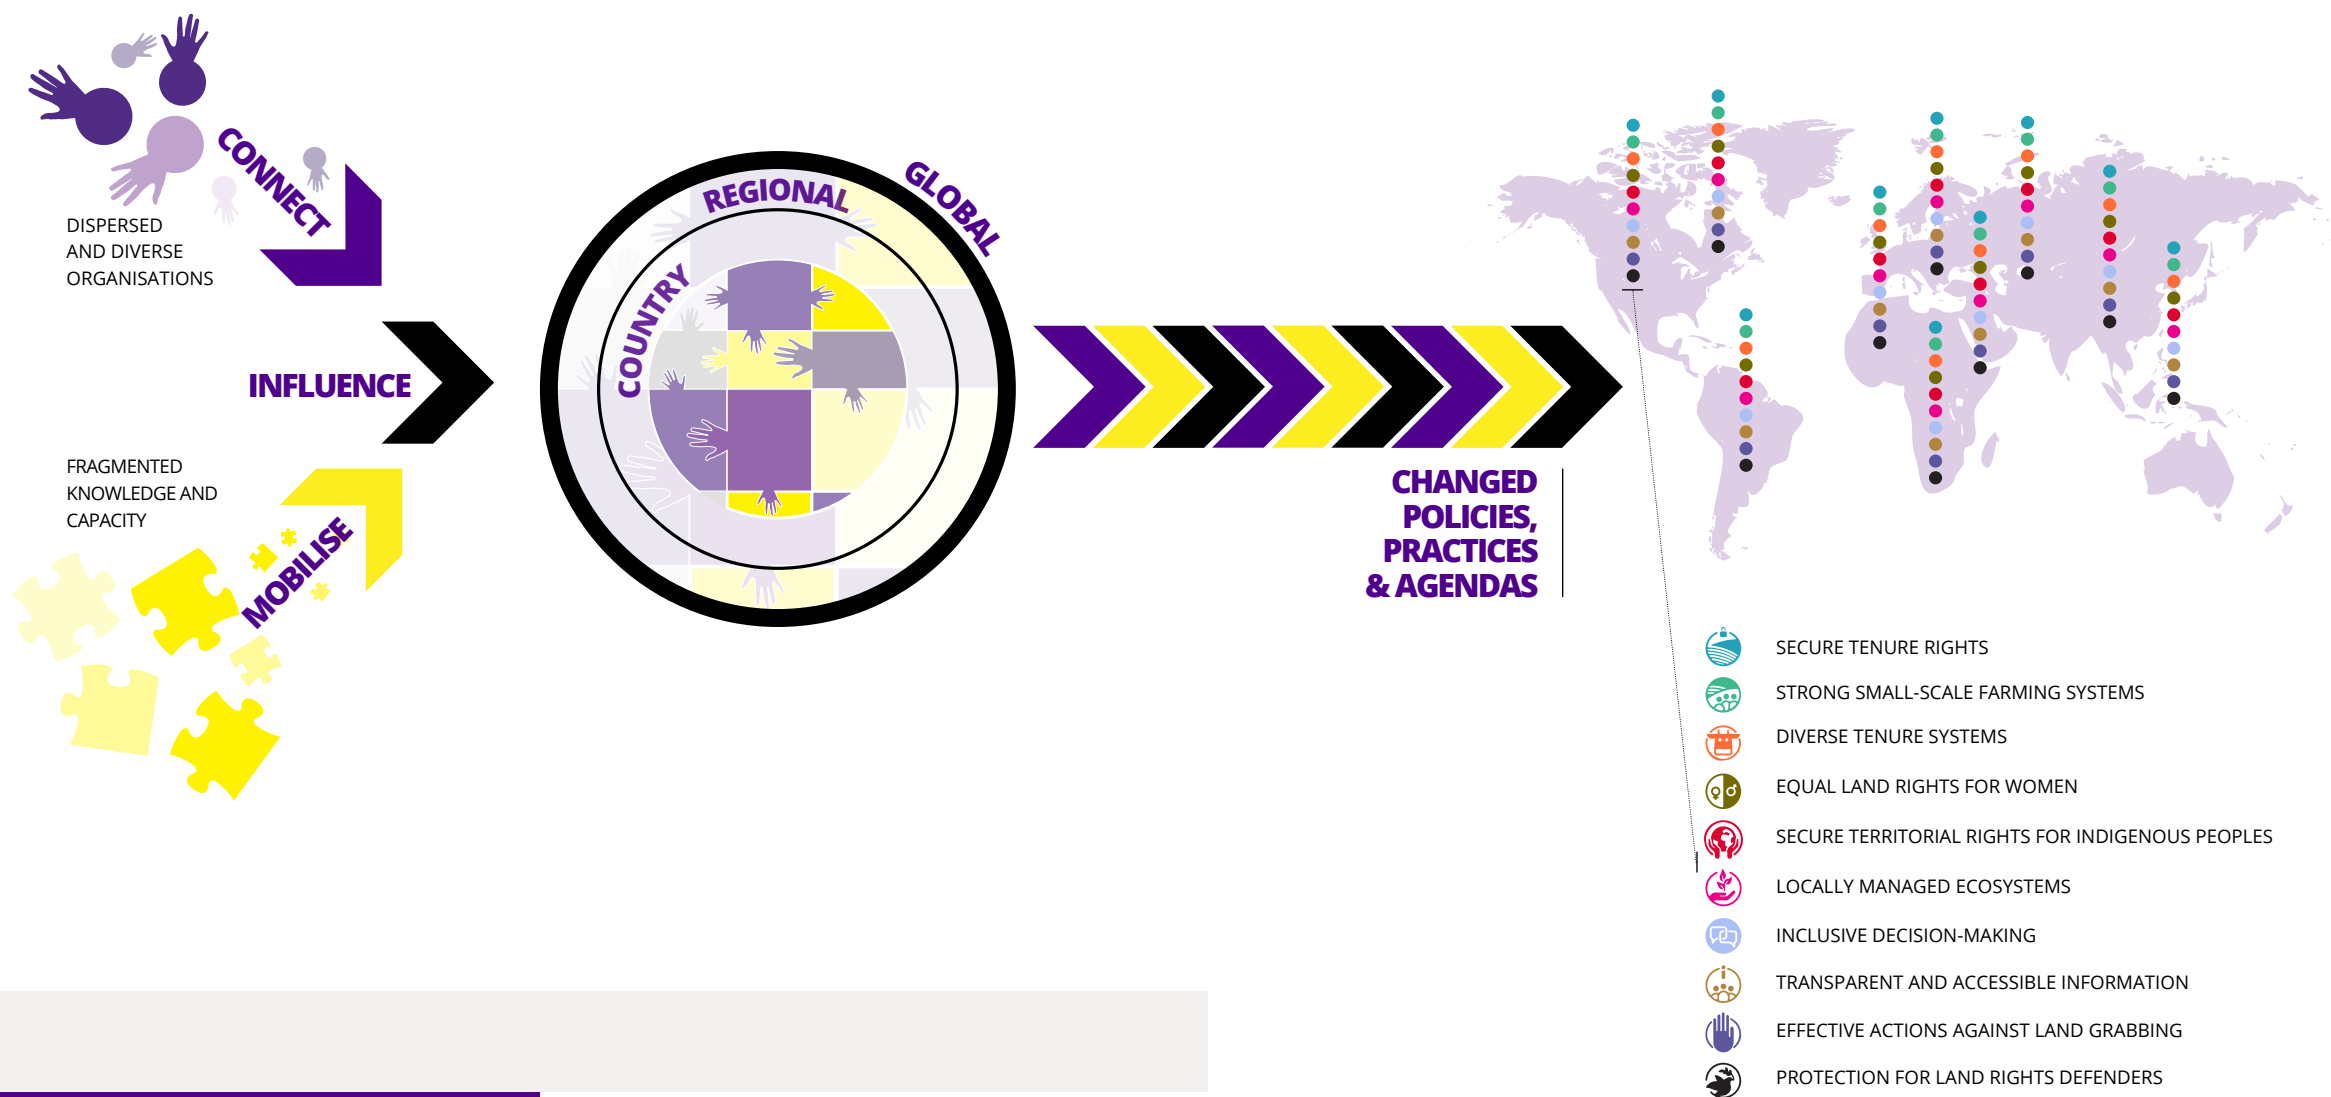 CONNECT
DISPERSED
AND DIVERSE
ORGANISATIONS
INFLUENCE
FRAGMENTED
KNOWLEDGE AND
CAPACITY
MOBILISE
COUNTRY
REGIONAL
GLOBAL
CHANGED
POLICIES,
PRACTICES
& AGENDAS
SECURE TENURE RIGHTS
STRONG SMALL-SCALE FARMING SYSTEMS
DIVERSE TENURE SYSTEMS
EQUAL LAND RIGHTS FOR WOMEN
SECURE TERRITORIAL RIGHTS FOR INDIGENOUS PEOPLES
LOCALLY MANAGED ECOSYSTEMS
INCLUSIVE DECISION-MAKING
TRANSPARENT AND ACCESSIBLE INFORMATION
EFFECTIVE ACTIONS AGAINST LAND GRABBING
PROTECTION FOR LAND RIGHTS DEFENDERS